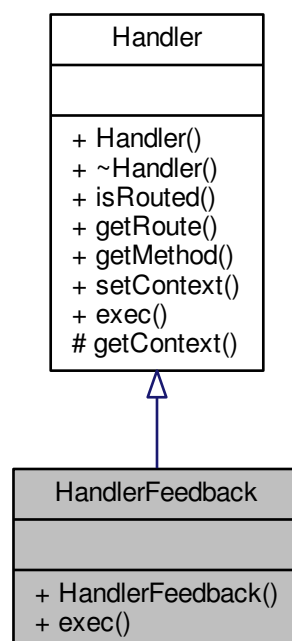 Handler
+ Handler()
+ ~Handler()
+ isRouted()
+ getRoute()
+ getMethod()
+ setContext()
+ exec()
# getContext()
HandlerFeedback
+ HandlerFeedback()
+ exec()